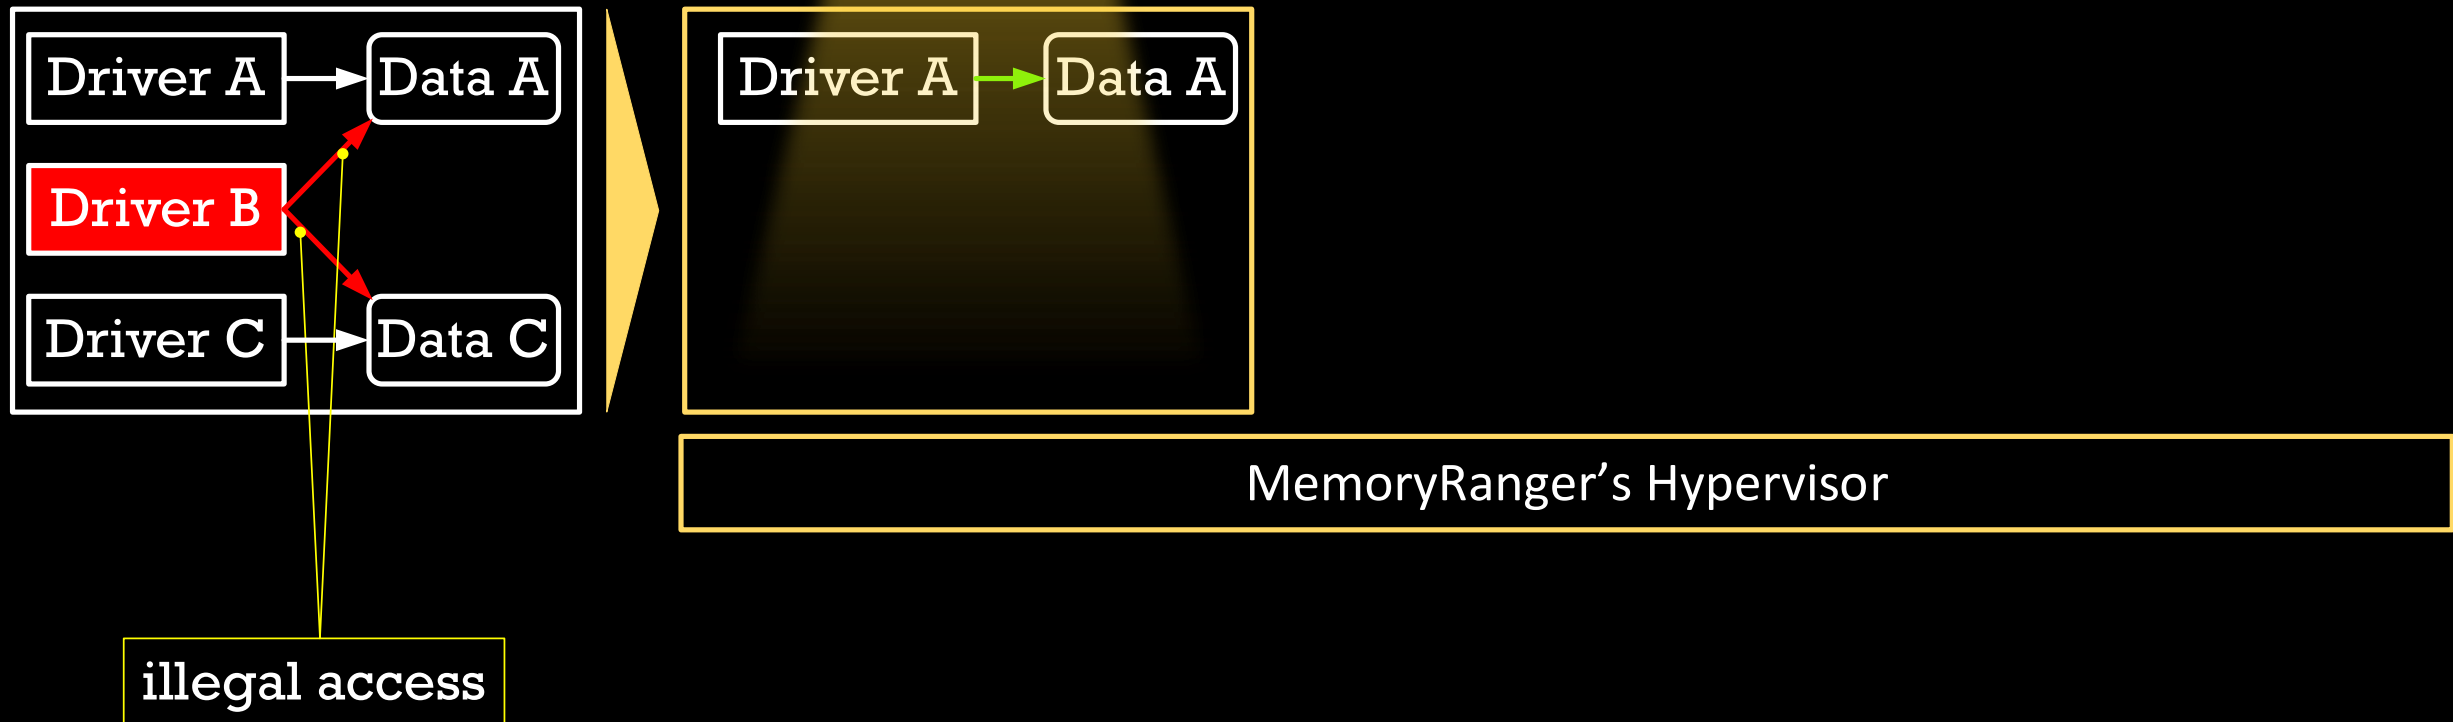 Driver A
Data A
Driver B
Driver C
Data C
illegal access
Driver A
Data A
MemoryRanger’s Hypervisor